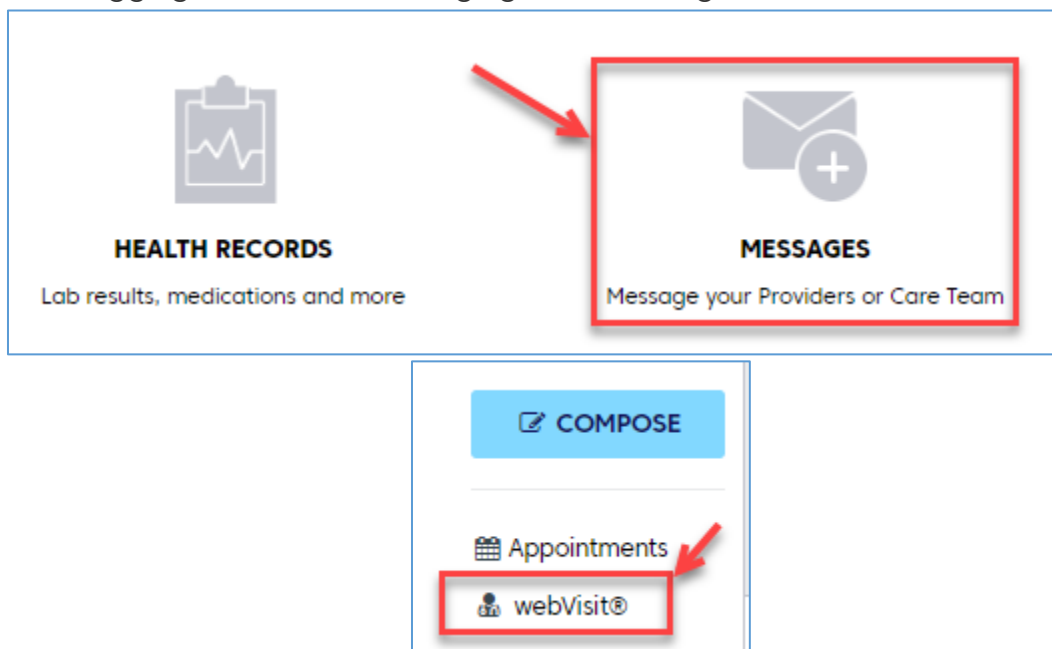 HEALTH RECORDS
Lab results, medications and more
MESSAGES
Message your Providers or Care Team
COMPOSE
Appointments
webVisit®